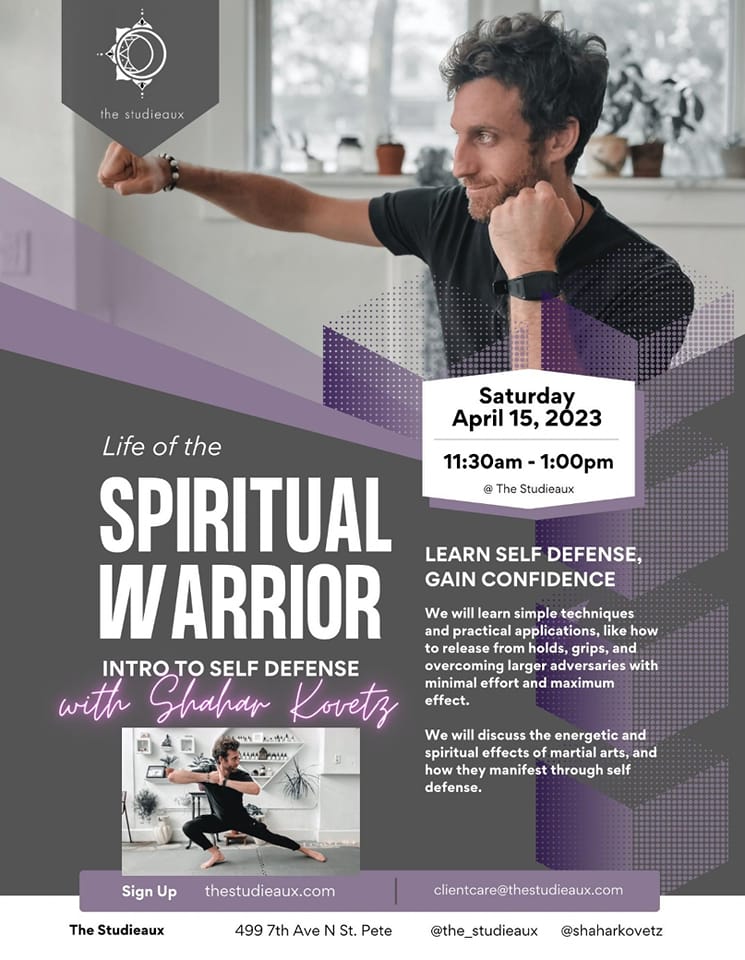 the studieaux
Saturday
April 15, 2023
11:30am - 1:00pm
@ The Studieaux
Life of the
SPIRITUAL
WARRIOR
INTRO TO SELF DEFENSE
with Shahar Kovetz
LEARN SELF DEFENSE,
GAIN CONFIDENCE
We will learn simple techniques
and practical applications, like how
to release from holds, grips, and
overcoming larger adversaries with
minimal effort and maximum
effect.
We will discuss the energetic and
spiritual effects of martial arts, and
how they manifest through self
defense.
Sign Up thestudieaux.com clientcare@thestudieaux.com
The Studieaux 499 7th Ave N St. Pete @the_studieaux @shaharkovetz